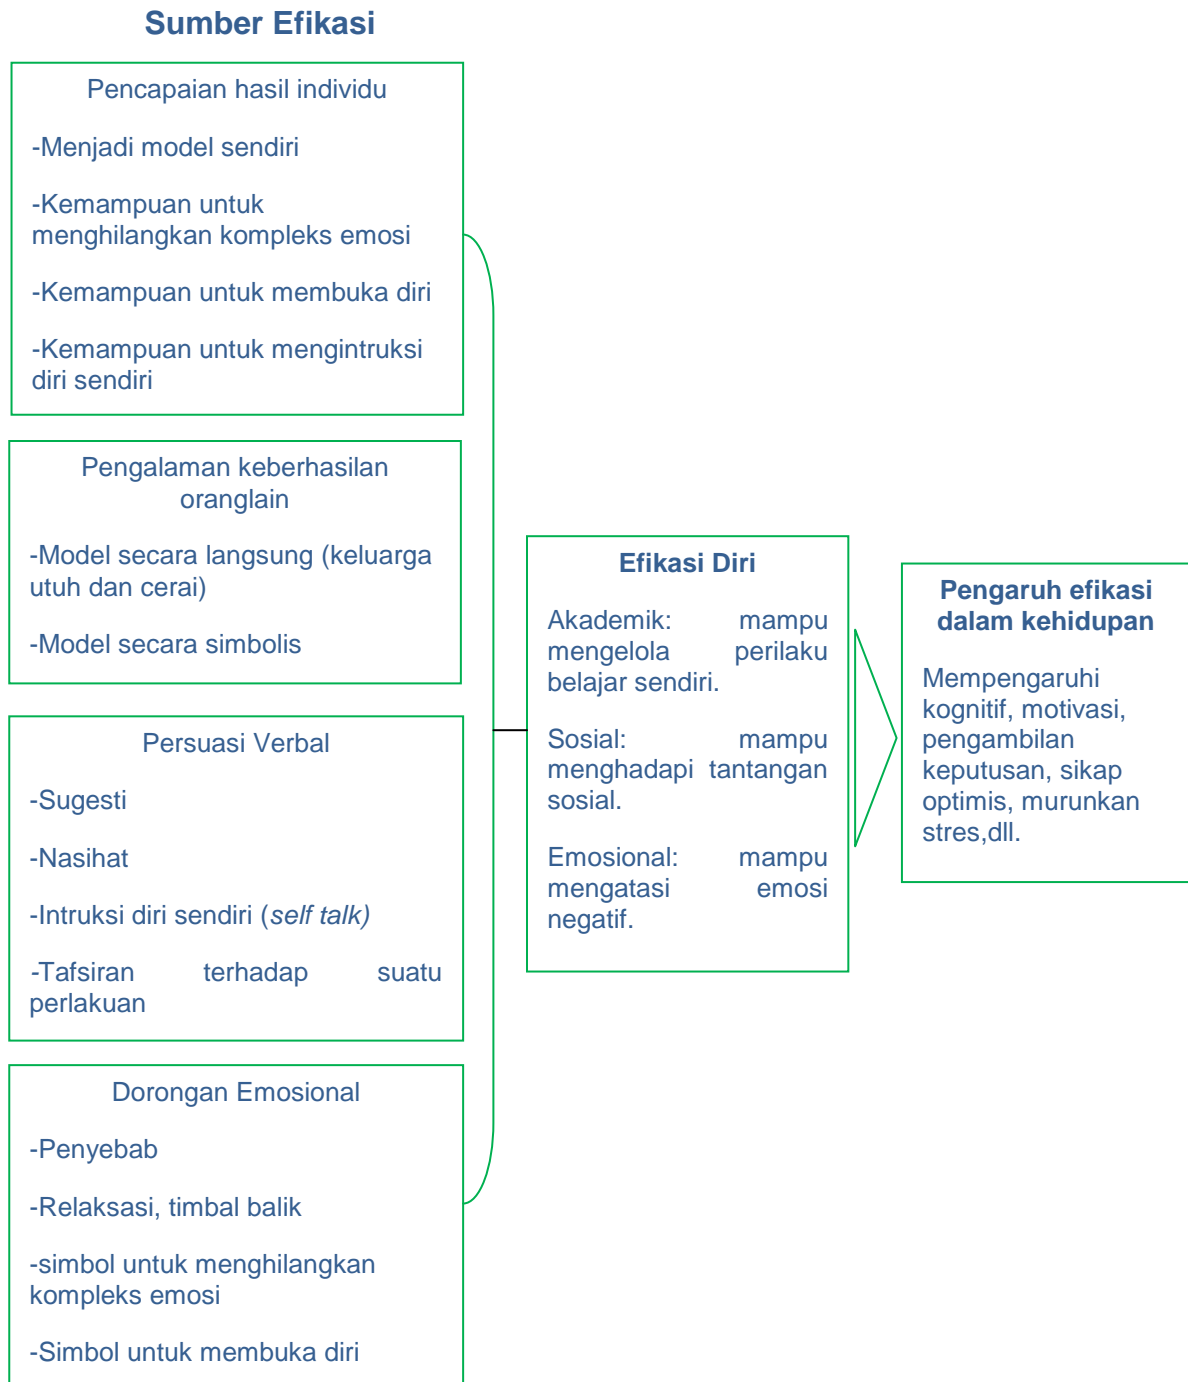 Sumber Efikasi
Pencapaian hasil individu
-Menjadi model sendiri
-Kemampuan untuk
menghilangkan kompleks emosi
-Kemampuan untuk membuka diri
-Kemampuan untuk mengintruksi
diri sendiri
Pengalaman keberhasilan
oranglain
-Model secara langsung (keluarga
utuh dan cerai)
-Model secara simbolis
Persuasi Verbal
-Sugesti
-Nasihat
-Intruksi diri sendiri (self talk)
-Tafsiran terhadap suatu
perlakuan
Dorongan Emosional
-Penyebab
-Relaksasi, timbal balik
-simbol untuk menghilangkan
kompleks emosi
-Simbol untuk membuka diri
Efikasi Diri
Akademik: mampu
mengelola perilaku
belajar sendiri.
Sosial: mampu
menghadapi tantangan
sosial.
Emosional: mampu
mengatasi emosi
negatif.
Pengaruh efikasi
dalam kehidupan
Mempengaruhi
kognitif, motivasi,
pengambilan
keputusan, sikap
optimis, murunkan
stres,dll.